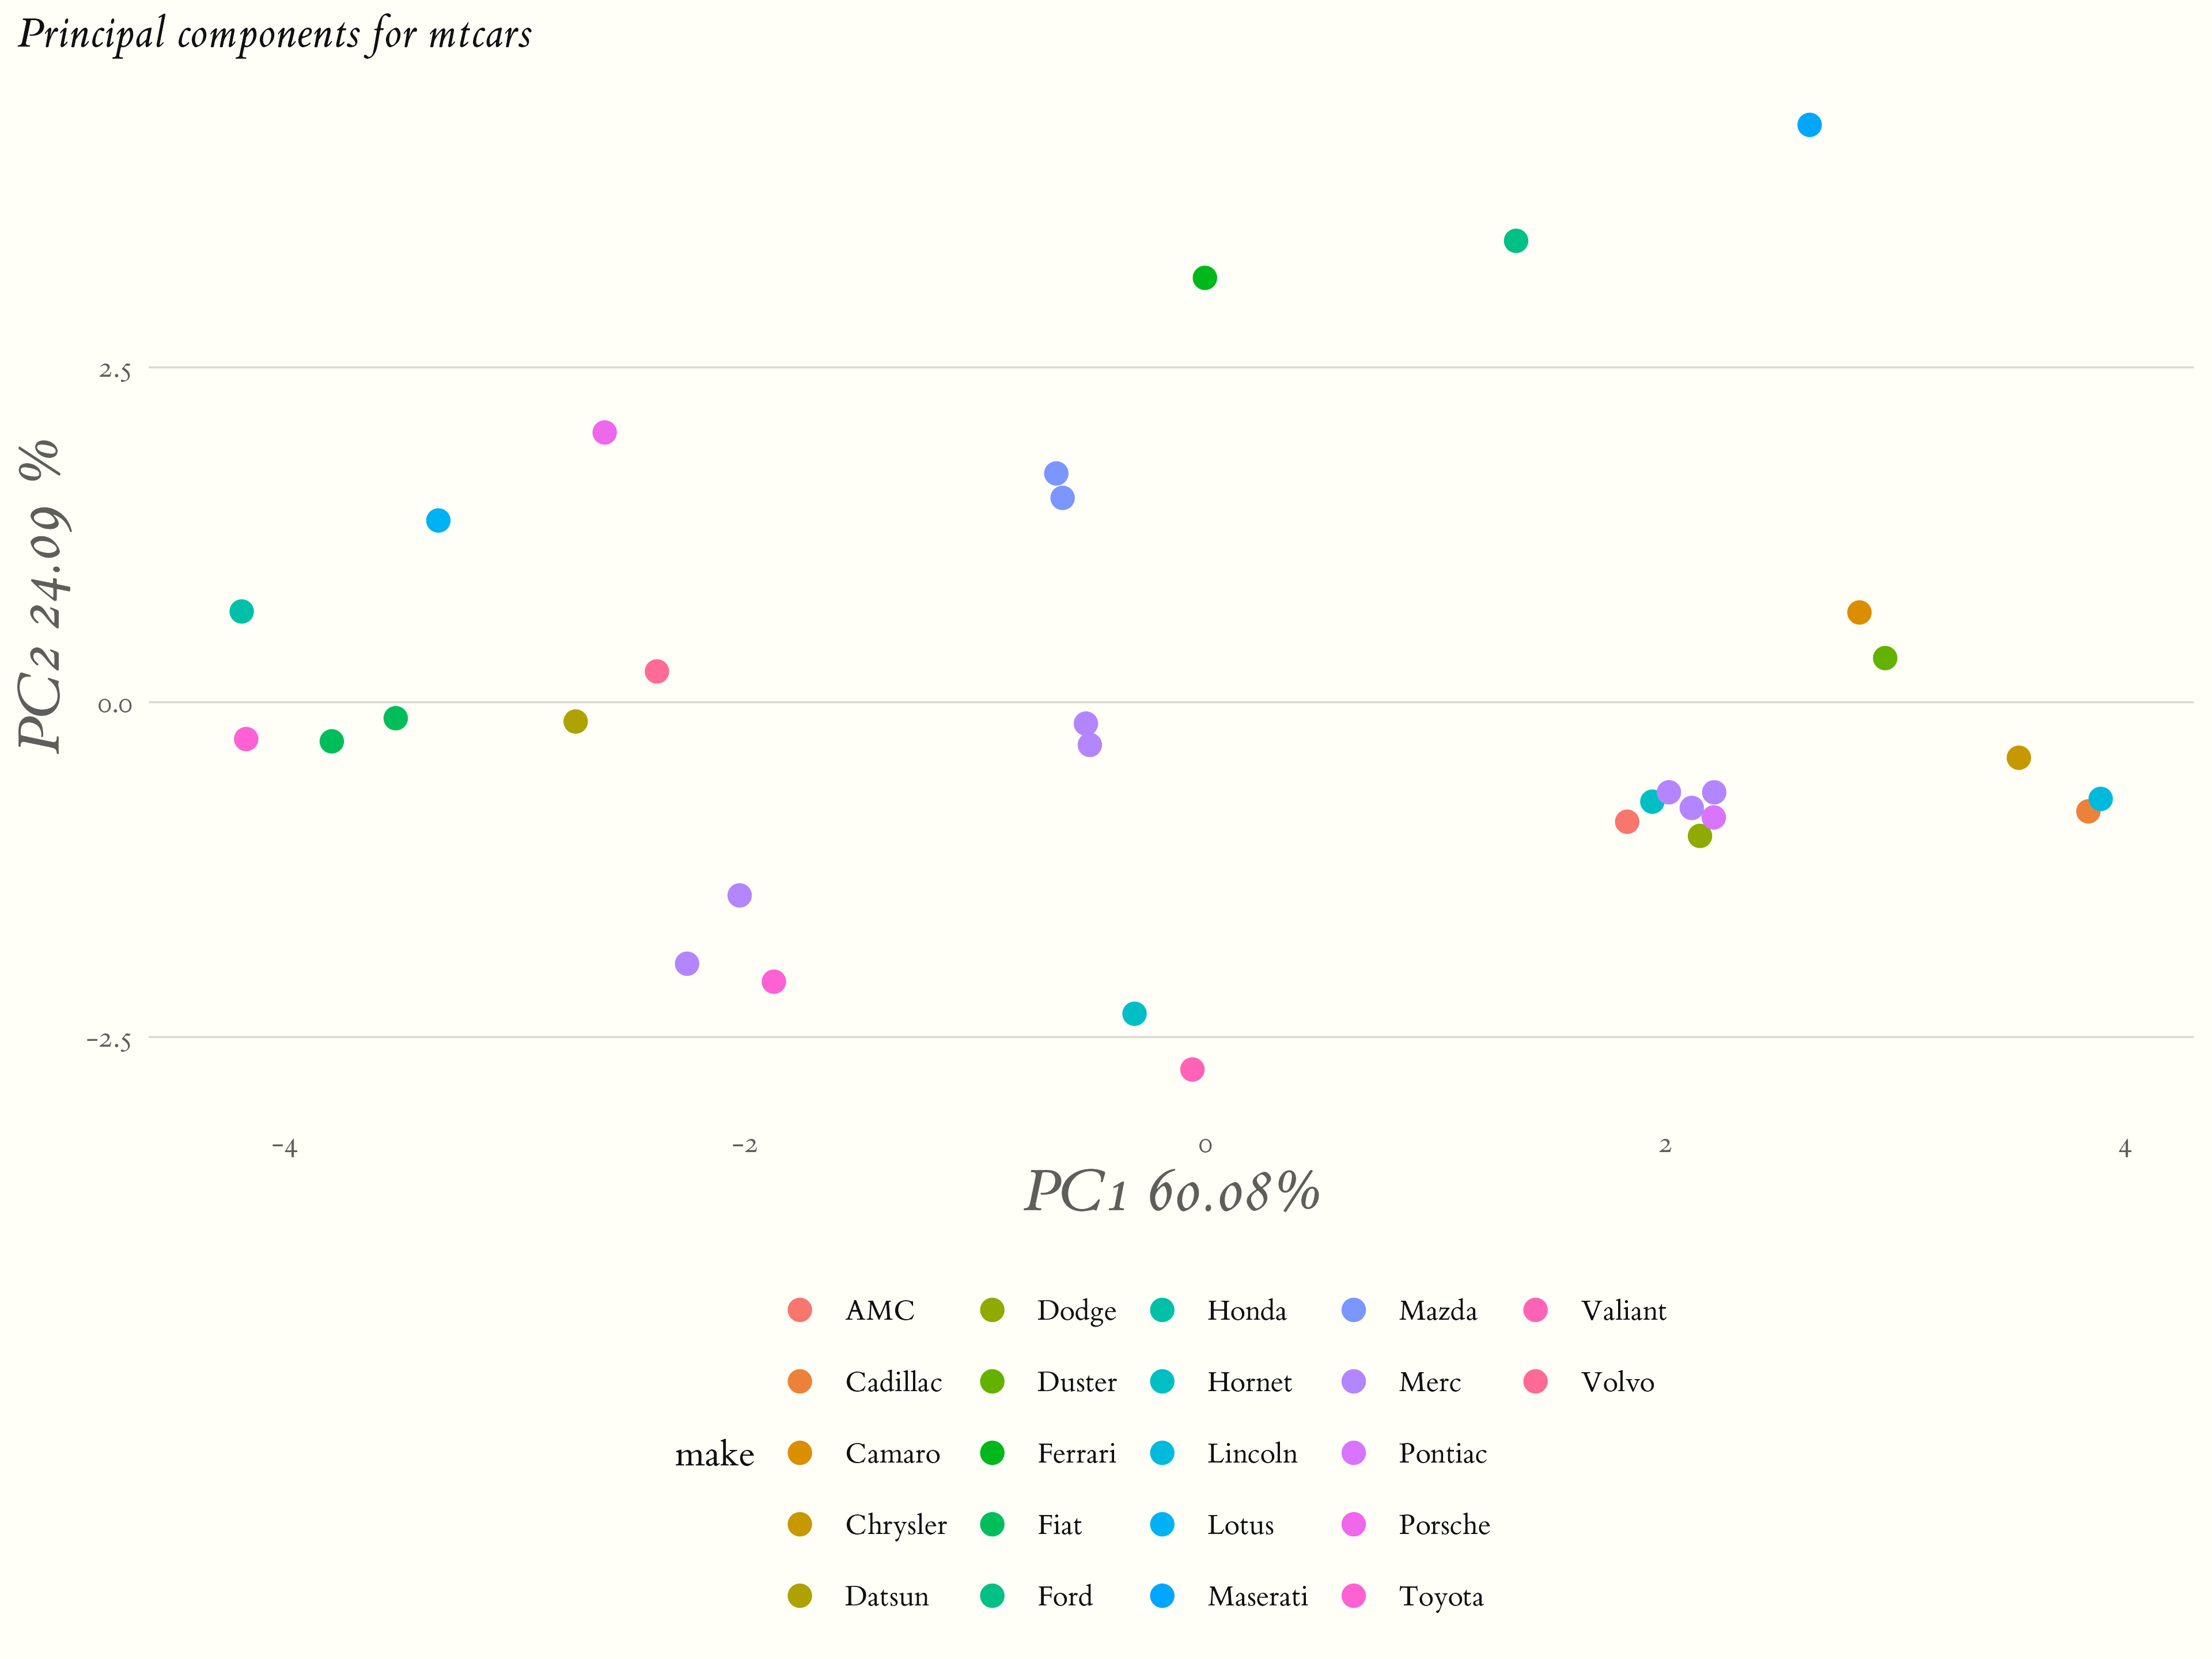 Principal components for mtcars
2.5
0.0
-2.5
PC2 24.09 %
-4 -2 0 2 4
PC1 60.08%
make
AMC Dodge Honda Mazda Valiant
Cadillac Duster Hornet Merc Volvo
Camaro Ferrari Lincoln Pontiac
Chrysler Fiat Lotus Porsche
Datsun Ford Maserati Toyota